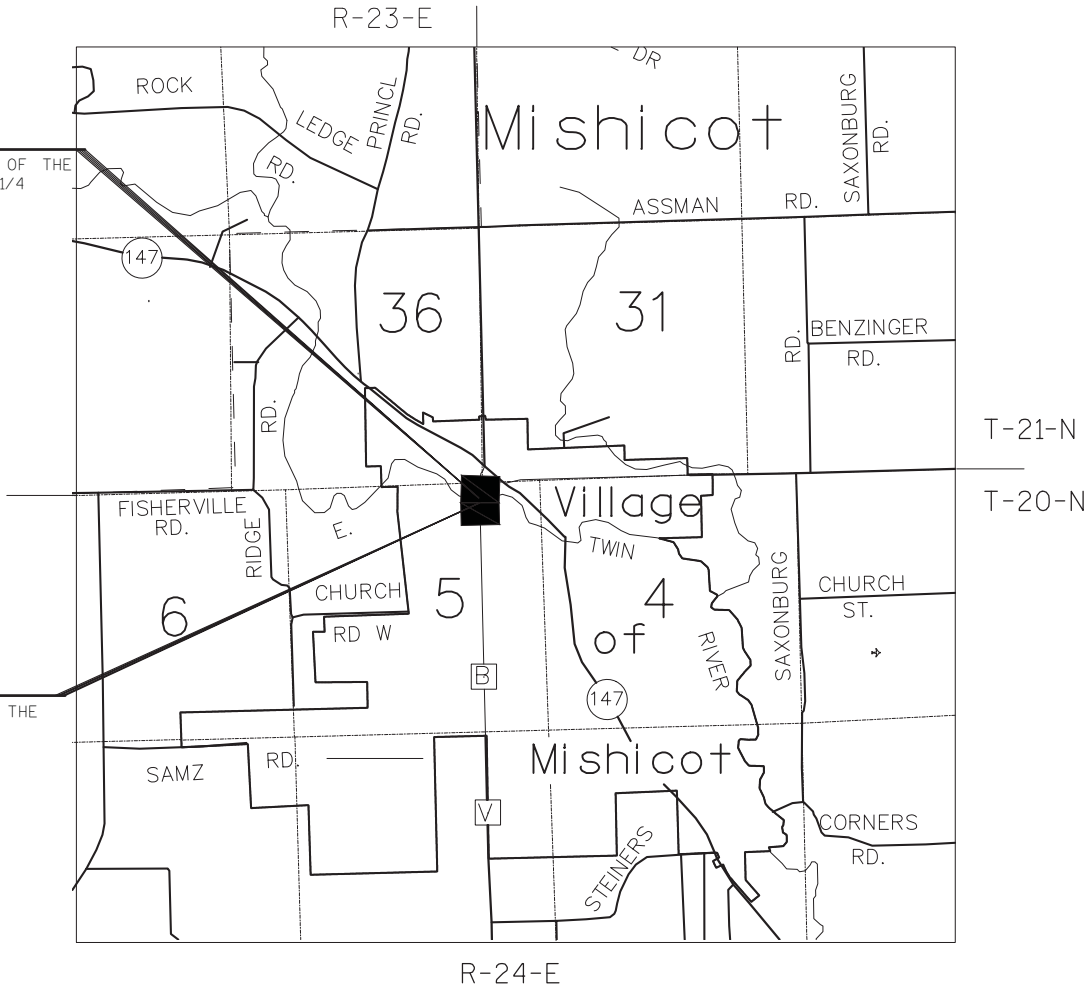 R-23-E
DR
ROCK
LEDGE
RD.
PRINCL
RD.
Mishicot
SAXONBURG
RD.
OF THE
1/4
ASSMAN RD.
147
36
31
BENZINGER
RD.
RD.
RD.
T-21-N
T-20-N
FISHERVILLE
RD.
RIDGE
E.
Village
TWIN
CHURCH
RD W
6
5
4
of
RIVER
SAXONBURG
CHURCH
ST.
B
147
THE
SAMZ
RD.
Mishicot
V
STEINERS
CORNERS
RD.
R-24-E